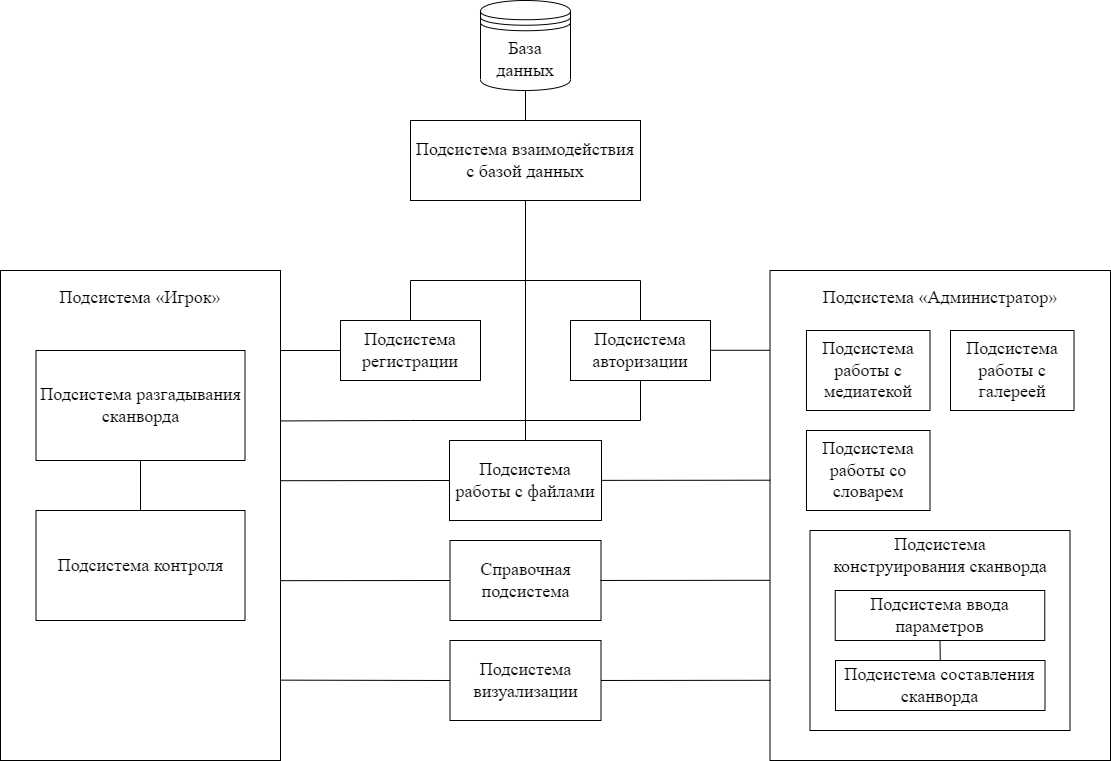 База
данных
Подсистема взаимодействия
с базой данных
Подсистема «Игрок»
Подсистема разгадывания
сканворда
Подсистема контроля
Подсистема
регистрации
Подсистема
авторизации
Подсистема
работы с файлами
Справочная
подсистема
Подсистема
визуализации
Подсистема «Администратор»
Подсистема
работы с
медиатекой
Подсистема
работы с
галереей
Подсистема
работы со
словарем
Подсистема
конструирования сканворда
Подсистема ввода
параметров
Подсистема составления
сканворда